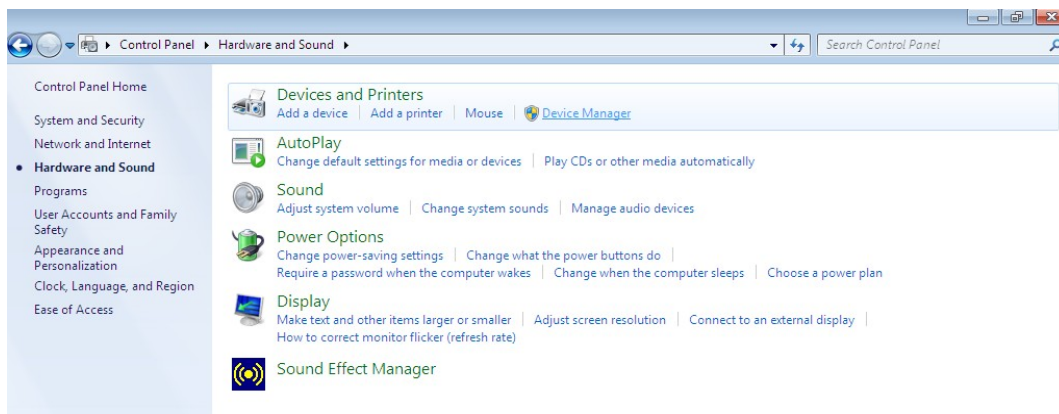 Control Panel Hardware and Sound Search Control Panel
Control Panel Home
System and Security
Network and Internet
Hardware and Sound
Programs
User Accounts and Family
Safety
Appearance and
Personalization
Clock, Language, and Region
Ease of Access
Devices and Printers
Add a device Add a printer Mouse Device Manager
AutoPlay
Change default settings for media or devices Play CDs or other media automatically
Sound
Adjust system volume Change system sounds Manage audio devices
Power Options
Change power-saving settings Change what the power buttons do
Require a password when the computer wakes Change when the computer sleeps Choose a power plan
Display
Make text and other items larger or smaller Adjust screen resolution Connect to an external display
How to correct monitor flicker (refresh rate)
Sound Effect Manager